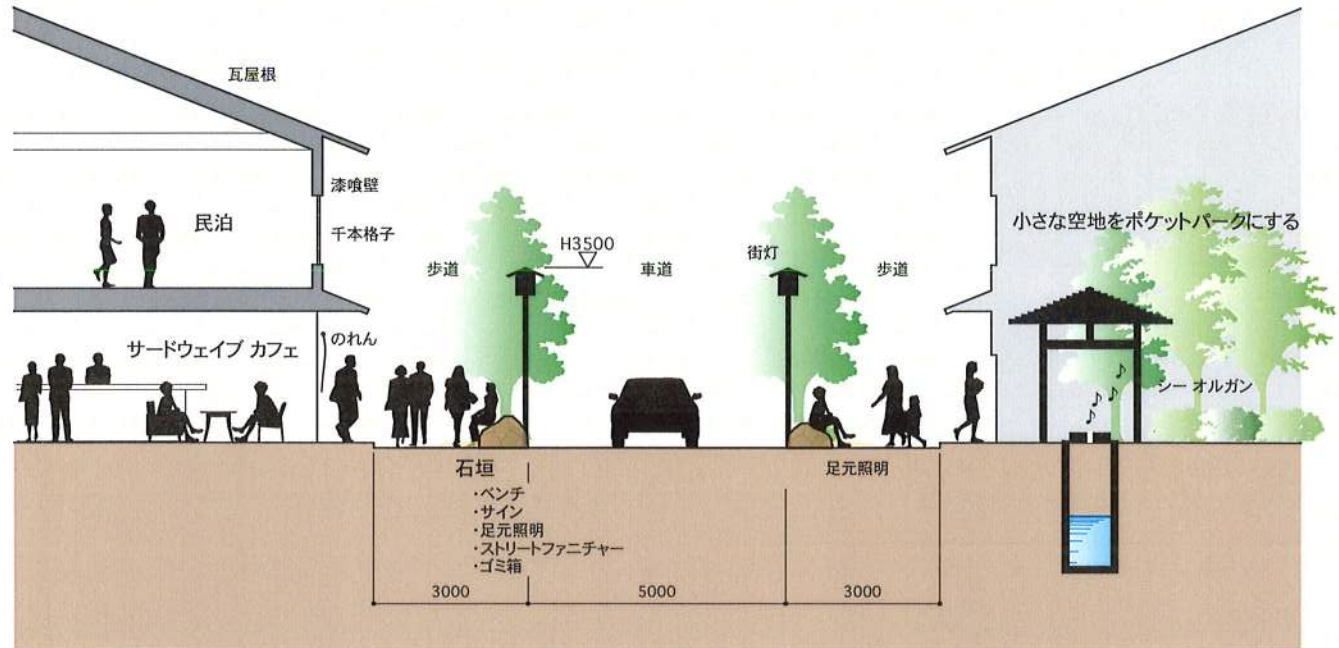 瓦屋根
漆喰壁
民泊
千本格子
小さな空地をポケットパークにする
H3500
歩道
車道
街灯
歩道
のれん
サードウェイブ カフェ
シー オルガン
石垣
・ベンチ
・サイン
・足元照明
・ストリートファニチャー
・ゴミ箱
足元照明
3000
5000
3000